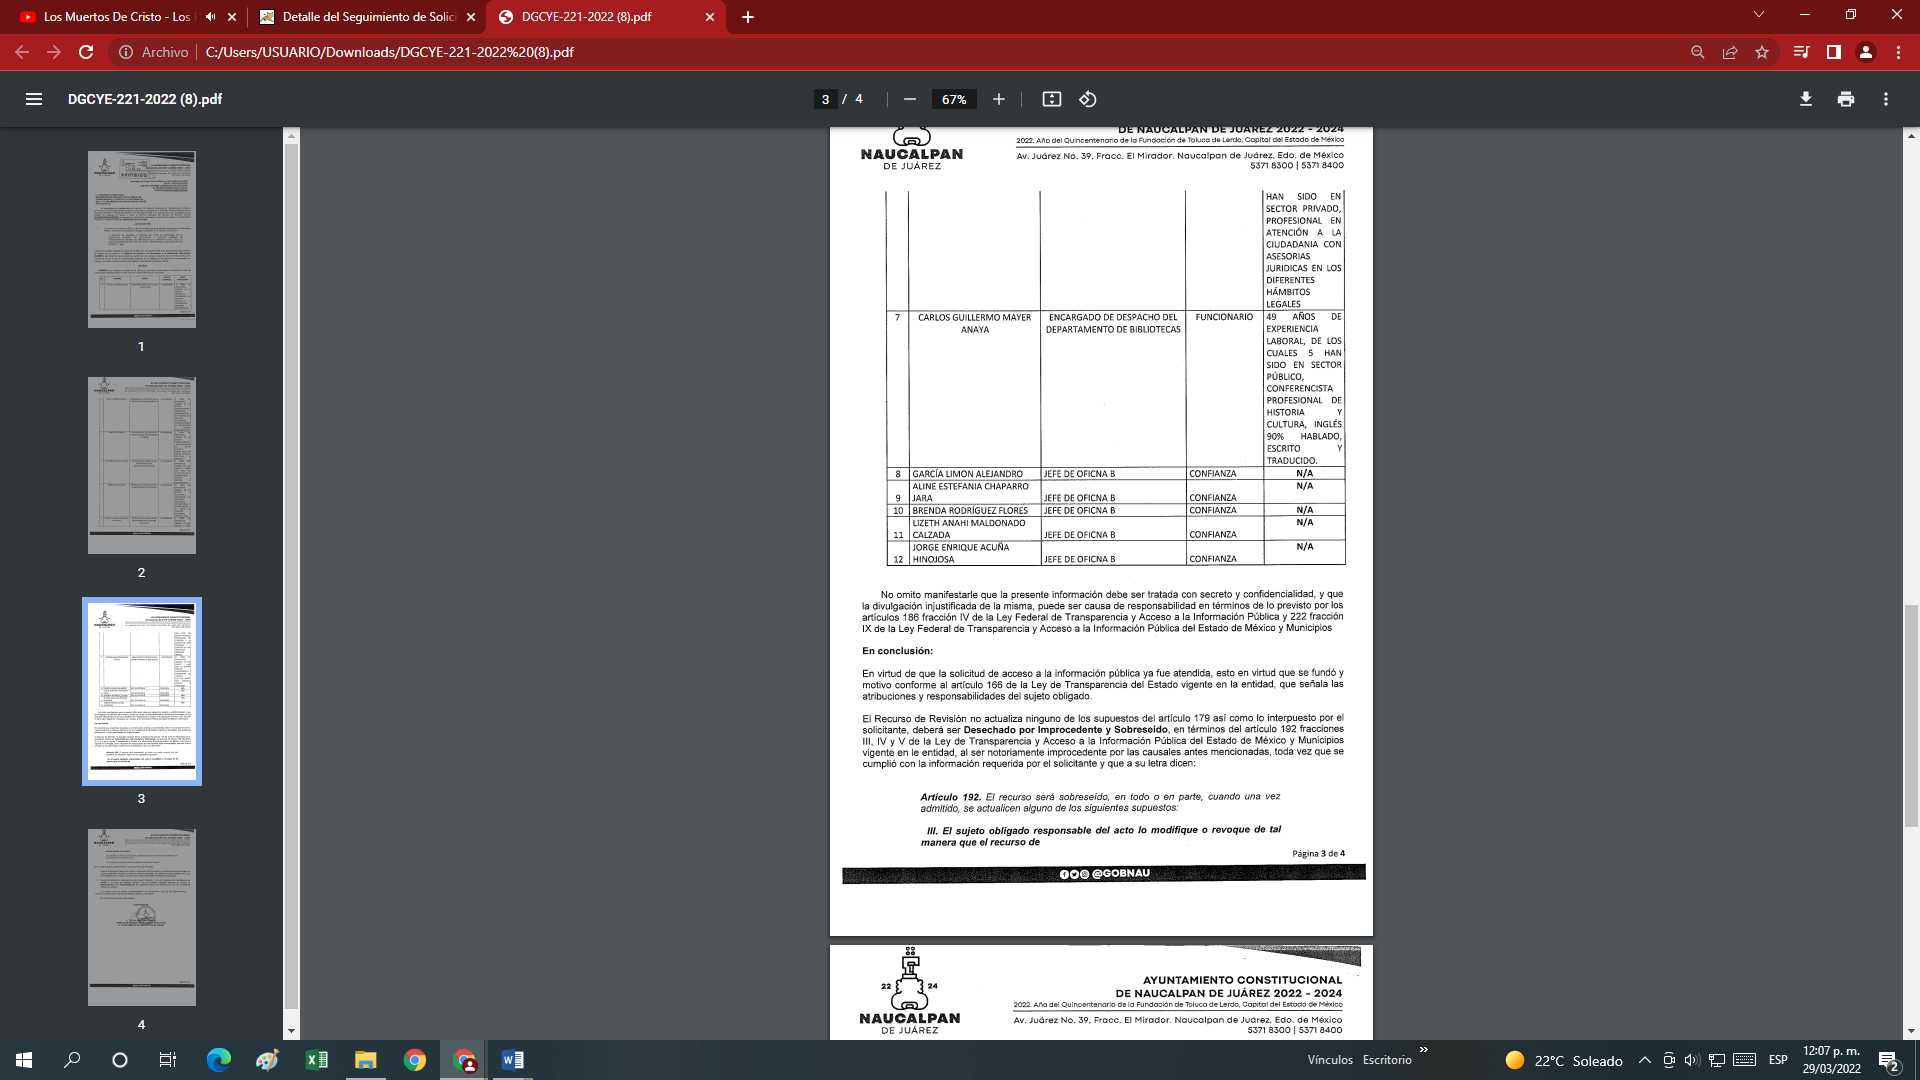 Los Muertos De Cristo - Los
Detalle del Seguimiento de Solici
DGCYE-221-2022 (8).pdf
Archivo
C:/Users/USUARIO/Downloads/DGCYE-221-2022%20(8).pdf
DGCYE-221-2022 (8).pdf
3 / 4
67%
1
2
3
4
DE NAUCALPAN DE JUÁREZ 2022 - 2024
2022. Año del Quincentenario de la Fundación de Toluca de Lerdo, Capital del Estado de México
NAUCALPAN
DE JUÁREZ
Av. Juárez No. 39, Fracc. El Mirador. Naucalpan de Juárez, Edo. de México
5371 8300 | 5371 8400
HAN SIDO EN
SECTOR PRIVADO,
PROFESIONAL EN
ATENCIÓN A LA
CIUDADANIA CON
ASESORIAS
JURIDICAS EN LOS
DIFERENTES
HÁMBITOS
LEGALES
7 CARLOS GUILLERMO MAYER ANAYA ENCARGADO DE DESPACHO DEL DEPARTAMENTO DE BIBLIOTECAS FUNCIONARIO
49 AÑOS DE
EXPERIENCIA
LABORAL, DE LOS
CUALES 5 HAN
SIDO EN SECTOR
PÚBLICO,
CONFERENCISTA
PROFESIONAL DE
HISTORIA Y
CULTURA, INGLÉS
90% HABLADO,
ESCRITO Y
TRADUCIDO.
8 GARCÍA LIMON ALEJANDRO JEFE DE OFICNA B CONFIANZA N/A
9 ALINE ESTEFANIA CHAPARRO JARA JEFE DE OFICNA B CONFIANZA N/A
10 BRENDA RODRÍGUEZ FLORES JEFE DE OFICNA B CONFIANZA N/A
11 LIZETH ANAHI MALDONADO CALZADA JEFE DE OFICNA B CONFIANZA N/A
12 JORGE ENRIQUE ACUÑA HINOJOSA JEFE DE OFICNA B CONFIANZA N/A
No omito manifestarle que la presente información debe ser tratada con secreto y confidencialidad, y que
la divulgación injustificada de la misma, puede ser causa de responsabilidad en términos de lo previsto por los
artículos 186 fracción IV de la Ley Federal de Transparencia y Acceso a la Información Pública y 222 fracción
IX de la Ley Federal de Transparencia y Acceso a la Información Pública del Estado de México y Municipios
En conclusión:
En virtud de que la solicitud de acceso a la información pública ya fue atendida, esto en virtud que se fundó y
motivo conforme al artículo 166 de la Ley de Transparencia del Estado vigente en la entidad, que señala las
atribuciones y responsabilidades del sujeto obligado.
El Recurso de Revisión no actualiza ninguno de los supuestos del artículo 179 así como lo interpuesto por el
solicitante, deberá ser Desechado por Improcedente y Sobreseído, en términos del artículo 192 fracciones
III, IV y V de la Ley de Transparencia y Acceso a la Información Pública del Estado de México y Municipios
vigente en le entidad, al ser notoriamente improcedente por las causales antes mencionadas, toda vez que se
cumplió con la información requerida por el solicitante y que a su letra dicen:
Artículo 192. El recurso será sobreseído, en todo o en parte, cuando una vez
admitido, se actualicen alguno de los siguientes supuestos:
III. El sujeto obligado responsable del acto lo modifique o revoque de tal
manera que el recurso de
Página 3 de 4
@GOBNAU
22 24
NAUCALPAN
DE JUÁREZ
AYUNTAMIENTO CONSTITUCIONAL
DE NAUCALPAN DE JUÁREZ 2022 - 2024
2022. Año del Quincentenario de la Fundación de Toluca de Lerdo, Capital del Estado de México
Av. Juárez No. 39, Fracc. El Mirador. Naucalpan de Juárez, Edo. de México
5371 8300 | 5371 8400
Vínculos Escritorio »
22°C Soleado
ESP
12:07 p. m.
29/03/2022
2